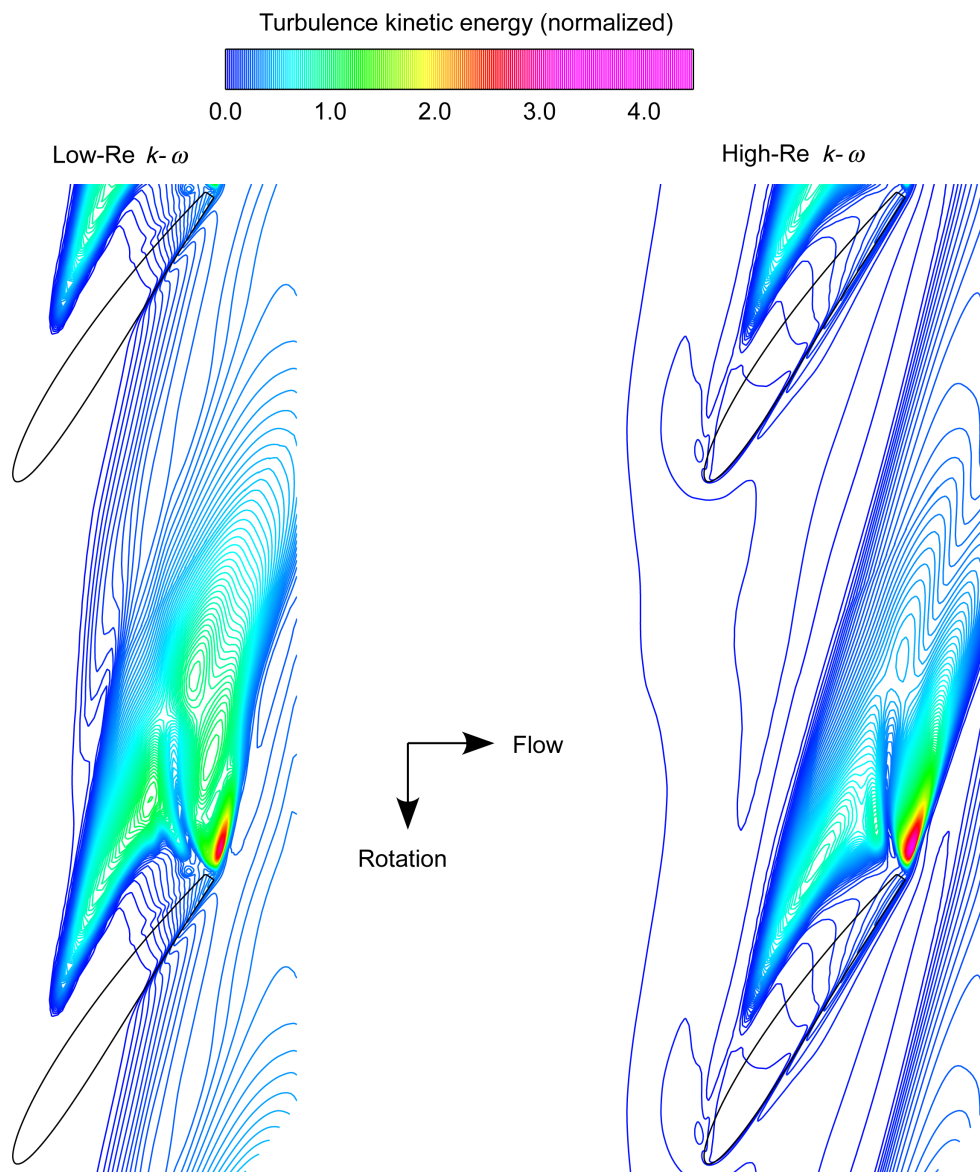 Turbulence kinetic energy (normalized)
0.0 1.0 2.0 3.0 4.0
Low-Re k-ω
High-Re k-ω
Flow
Rotation